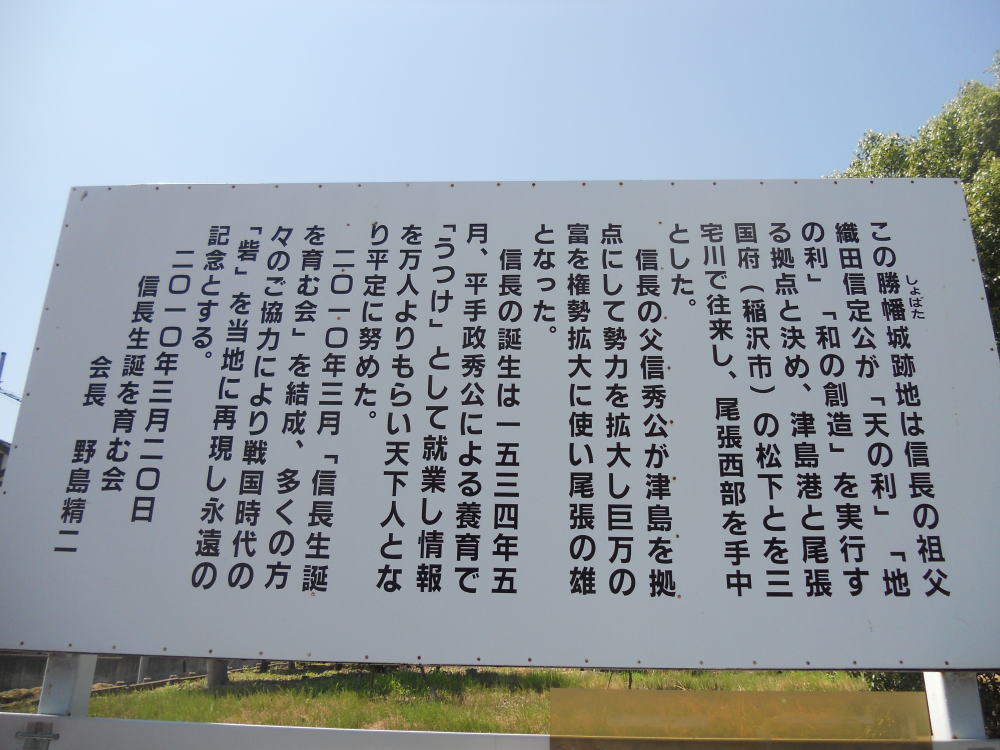 この勝幡城跡地は信長の祖父
しょばた
織田信定公が「天の利」「地
の利」「和の創造」を実行す
る拠点と決め、津島港と尾張
国府(稲沢市)の松下とを三
宅川で往来し、尾張西部を手中
とした。
信長の父信秀公が津島を拠
点にして勢力を拡大し巨万の
富を権勢拡大に使い尾張の雄
となった。
信長の誕生は一五三四年五
月、平手政秀公による養育で
「うつけ」として就業し情報
を万人よりもらい天下人とな
り平定に努めた。
二〇一〇年三月「信長生誕
を育む会」を結成、多くの方
々のご協力により戦国時代の
「砦」を当地に再現し永遠の
記念とする。
二〇一〇年三月二〇日
信長生誕を育む会
会長 野島精二